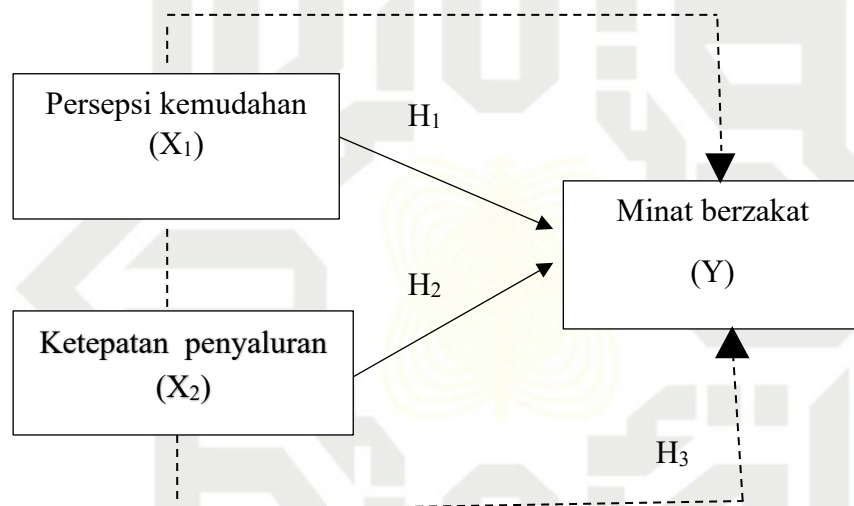 Persepsi kemudahan
(X₁)
H₁
Minat berzakat
(Y)
H₂
Ketepatan penyaluran
(X₂)
H₃